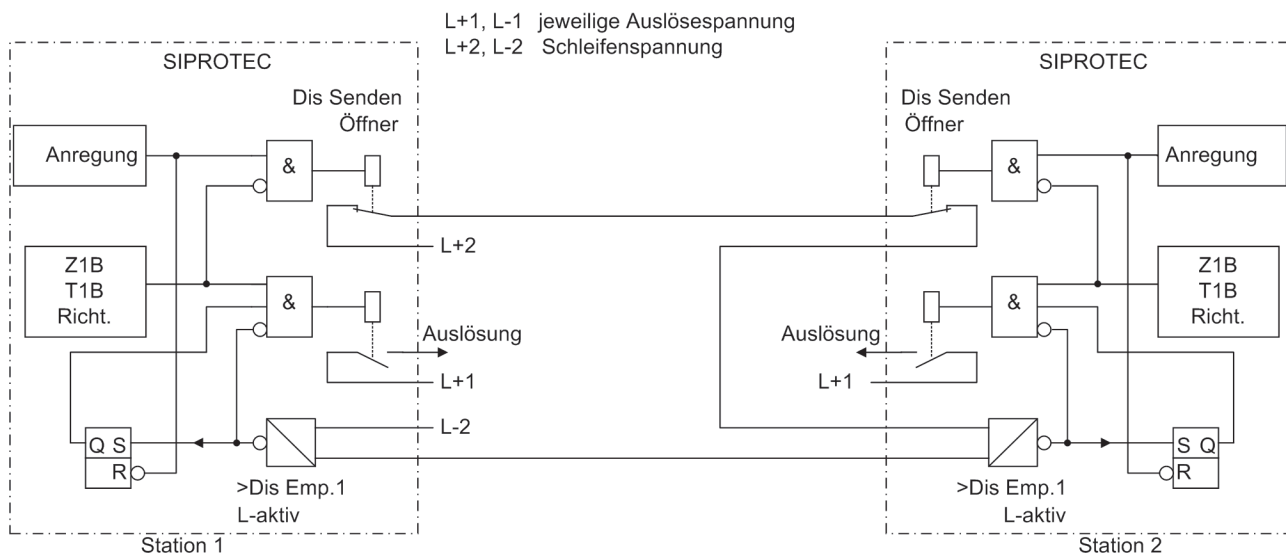 L+1, L-1 jeweilige Auslösespannung
L+2, L-2 Schleifenspannung
SIPROTEC
SIPROTEC
Dis Senden
Öffner
Dis Senden
Öffner
Anregung
&
&
Anregung
L+2
Z1B
T1B
Richt.
&
&
Z1B
T1B
Richt.
Auslösung
Auslösung
L+1
L+1
L-2
Q S
R
S Q
R
>Dis Emp.1
L-aktiv
>Dis Emp.1
L-aktiv
Station 1
Station 2